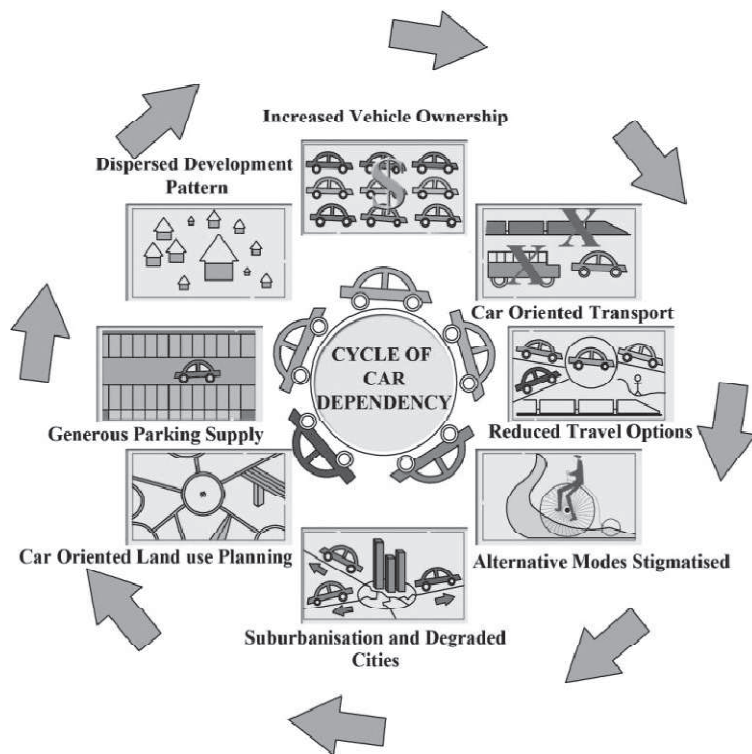 Increased Vehicle Ownership
Dispersed Development
Pattern
$
X
X
Car Oriented Transport
CYCLE OF
CAR
DEPENDENCY
Generous Parking Supply
Reduced Travel Options
Car Oriented Land use Planning
Alternative Modes Stigmatised
Suburbanisation and Degraded
Cities